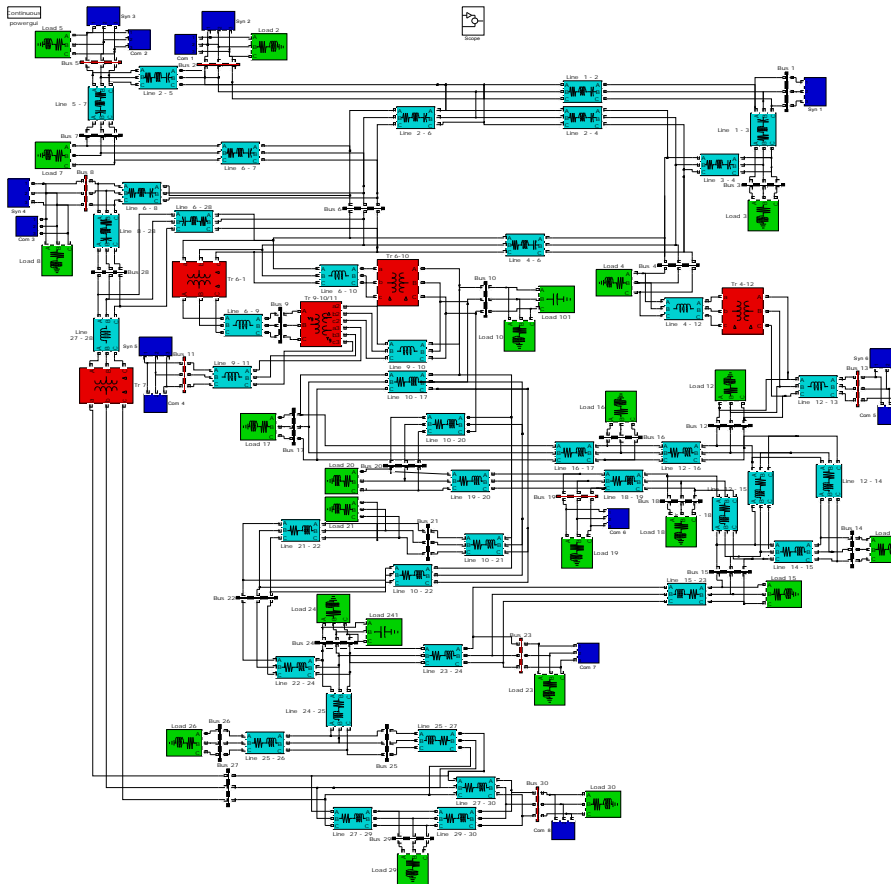 Continuous
powergui
Load 5
Syn 3
Com 2
Syn 2
Com 1
Load 2
Scope
Bus 5
Bus 2
Line 2 - 5
Line 1 - 2
Bus 1
Syn 1
Line 5 - 7
Line 2 - 6
Line 2 - 4
Line 1 - 3
Bus 7
Load 7
Line 6 - 7
Line 3 - 4
Bus 3
Load 3
Syn 4
Com 3
Bus 8
Line 6 - 8
Line 8 - 28
Line 6 - 28
Bus 6
Load 8
Bus 28
Line 4 - 6
Load 4
Bus 4
Tr 6-1
Line 6 - 10
Tr 6-10
Bus 10
Load 101
Load 10
Tr 4-12
Line 4 - 12
Line 6 - 9
Bus 9
Tr 9-10/11
Line
27 - 28
Syn 5
Bus 11
Com 4
Tr 7
Line 9 - 11
Line 9 - 10
Line 10 - 17
Load 12
Bus 12
Line 12 - 13
Bus 13
Syn 6
Com 5
Load 17
Bus 17
Line 10 - 20
Load 16
Bus 16
Line 16 - 17
Line 12 - 16
Load 20
Bus 20
Line 19 - 20
Bus 19
Line 18 - 19
Bus 18
Line 12 - 15
Line 12 - 14
Load 21
Line 21 - 22
Bus 21
Line 10 - 21
Load 19
Com 6
Load 18
- 18
Line 14 - 15
Bus 14
Load
Line 10 - 22
Bus 22
Line 15 - 23
Bus 15
Load 15
Load 24
Load 241
Bus 24
Line 22 - 24
Line 23 - 24
Bus 23
Com 7
Load 23
Line 24 - 25
Load 26
Bus 26
Line 25 - 26
Bus 25
Line 25 - 27
Bus 27
Line 27 - 30
Bus 30
Load 30
Com 8
Line 27 - 29
Line 29 - 30
Bus 29
Load 29